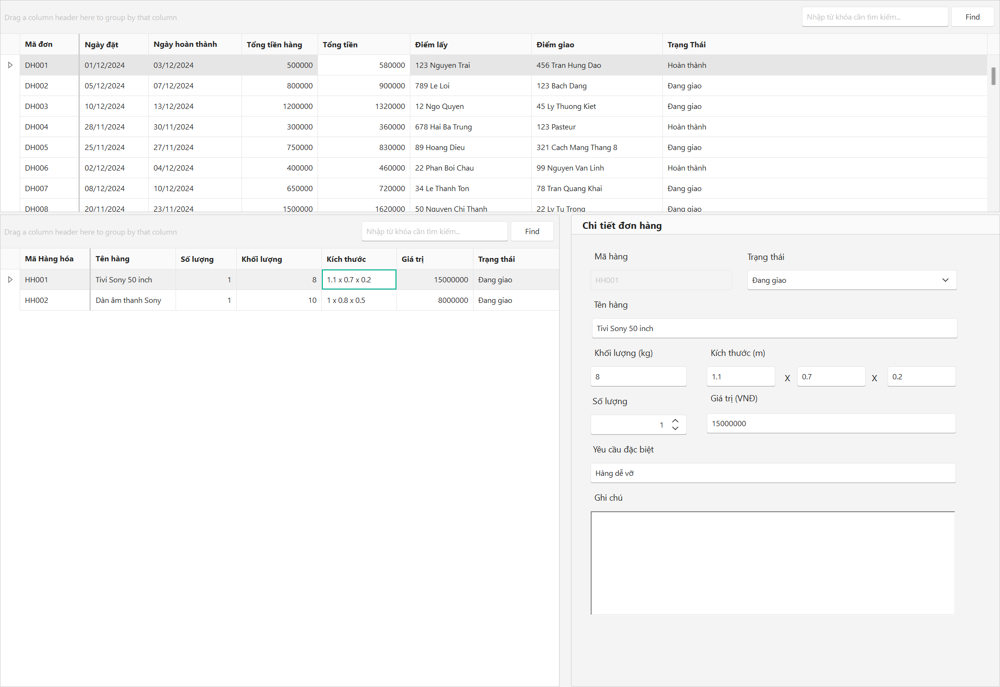 Drag a column header here to group by that column Nhập từ khóa cần tìm kiếm... Find
Mã đơn Ngày đặt Ngày hoàn thành Tổng tiền hàng Tổng tiền Điểm lấy Điểm giao Trạng Thái
DH001 01/12/2024 03/12/2024 500000 580000 123 Nguyen Trai 456 Tran Hung Dao Hoàn thành
DH002 05/12/2024 07/12/2024 800000 900000 789 Le Loi 123 Bach Dang Đang giao
DH003 10/12/2024 13/12/2024 1200000 1320000 12 Ngo Quyen 45 Ly Thuong Kiet Đang giao
DH004 28/11/2024 30/11/2024 300000 360000 678 Hai Ba Trung 123 Pasteur Hoàn thành
DH005 25/11/2024 27/11/2024 750000 830000 89 Hoang Dieu 321 Cach Mang Thang 8 Đang giao
DH006 02/12/2024 04/12/2024 400000 460000 22 Phan Boi Chau 99 Nguyen Van Linh Hoàn thành
DH007 08/12/2024 10/12/2024 650000 720000 34 Le Thanh Ton 78 Tran Quang Khai Đang giao
DH008 20/11/2024 23/11/2024 1500000 1620000 50 Nguyen Chi Thanh 22 Ly Tu Trong Đang giao
Drag a column header here to group by that column Nhập từ khóa cần tìm kiếm... Find
Mã Hàng hóa Tên hàng Số lượng Khối lượng Kích thước Giá trị Trạng thái
HH001 Tivi Sony 50 inch 1 8 1.1 x 0.7 x 0.2 15000000 Đang giao
HH002 Dàn âm thanh Sony 1 10 1 x 0.8 x 0.5 8000000 Đang giao
Chi tiết đơn hàng
Mã hàng Trạng thái
HH001 Đang giao
Tên hàng
Tivi Sony 50 inch
Khối lượng (kg) Kích thước (m)
8 1.1 X 0.7 X 0.2
Số lượng Giá trị (VNĐ)
1 15000000
Yêu cầu đặc biệt
Hàng dễ vỡ
Ghi chú